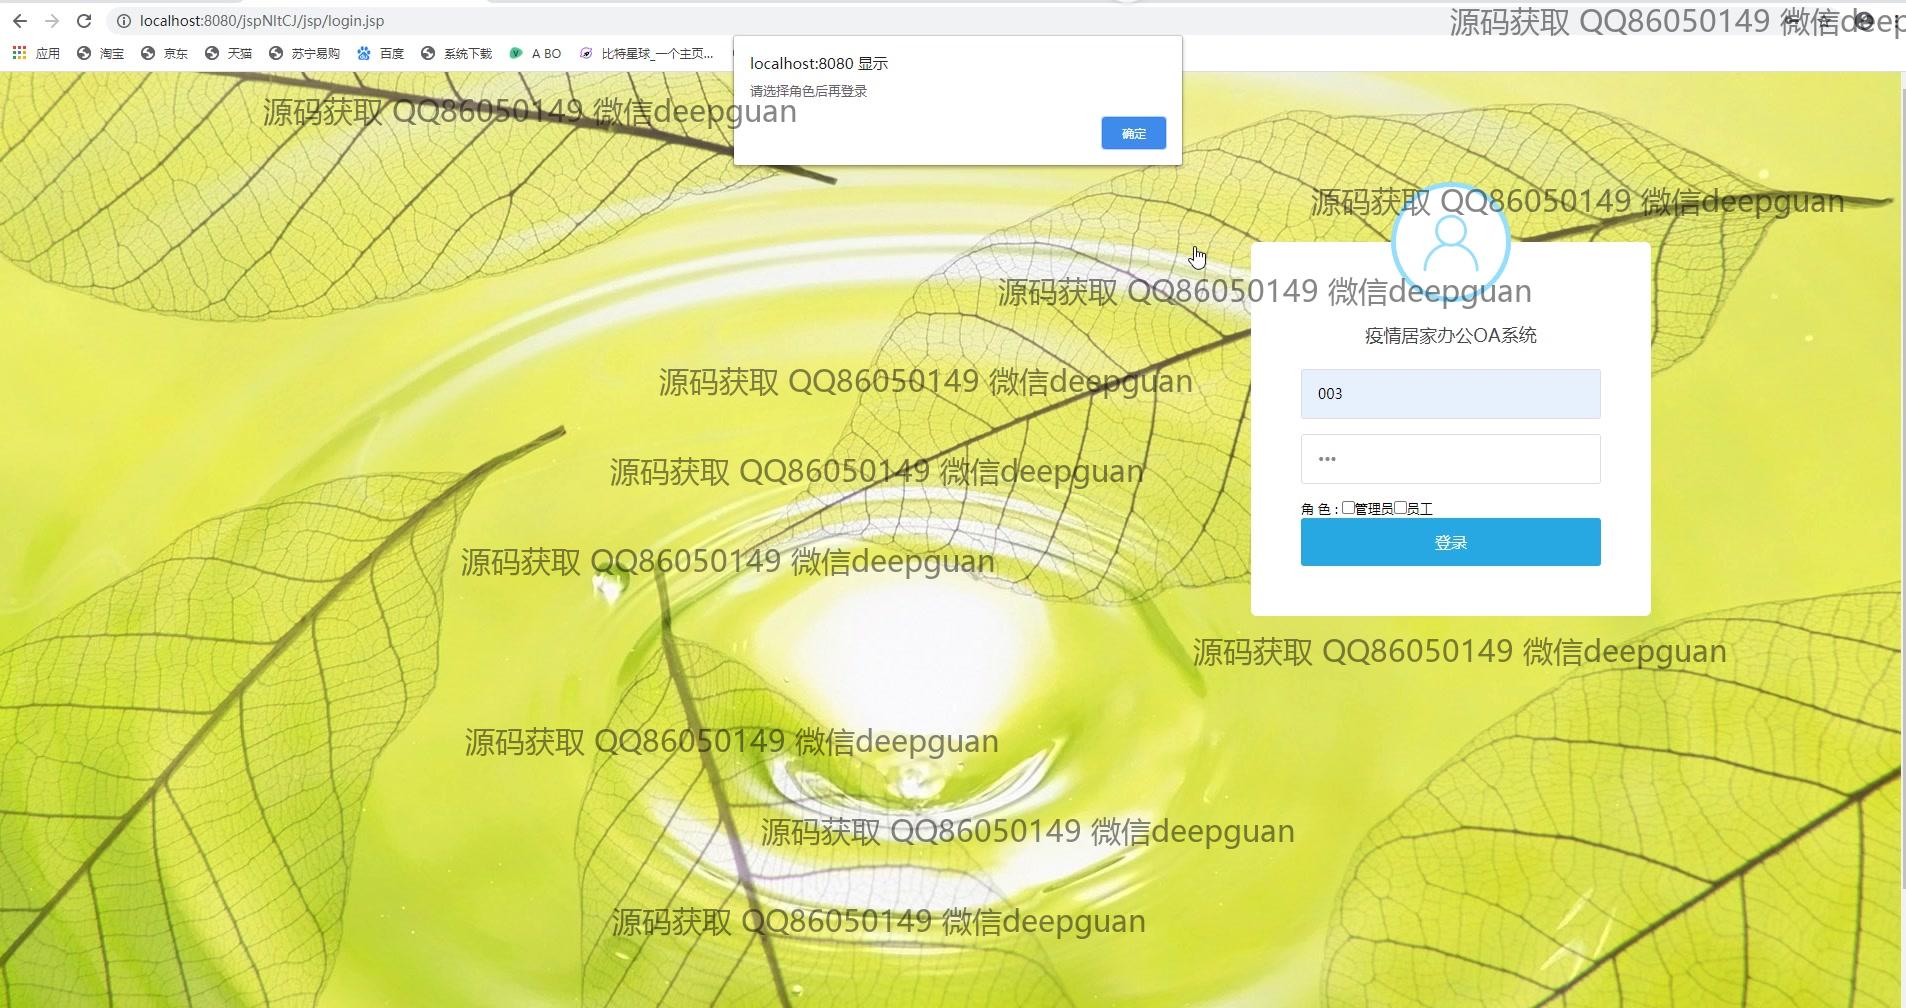 localhost:8080/jspNltCJ/jsp/login.jsp
源码获取 QQ86050149 微信deepg
应用 淘宝 京东 天猫 苏宁易购 百度 系统下载 A BO 比特星球_一个主页...
localhost:8080 显示
请选择角色后再登录
确定
源码获取 QQ86050149 微信deepguan
源码获取 QQ86050149 微信deepguan
源码获取 QQ86050149 微信deepguan
疫情居家办公OA系统
源码获取 QQ86050149 微信deepguan
003
源码获取 QQ86050149 微信deepguan
•••
角 色 : 管理员 员工
登录
源码获取 QQ86050149 微信deepguan
源码获取 QQ86050149 微信deepguan
源码获取 QQ86050149 微信deepguan
源码获取 QQ86050149 微信deepguan
源码获取 QQ86050149 微信deepguan